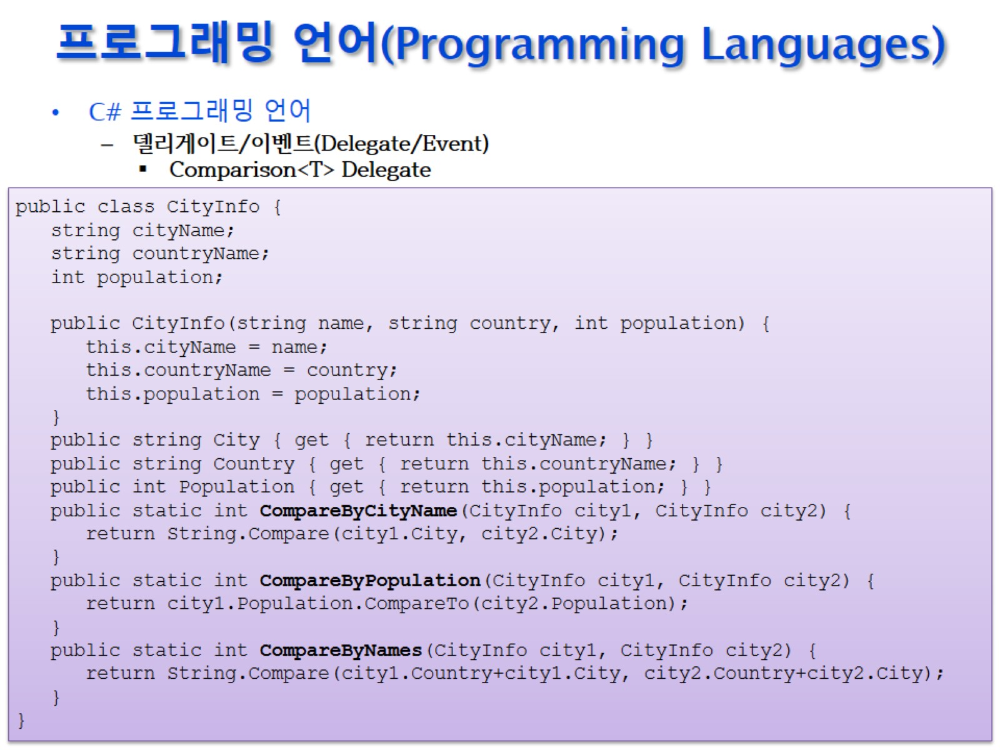 프로그래밍 언어(Programming Languages)
• C# 프로그래밍 언어
– 델리게이트/이벤트(Delegate/Event)
▪ Comparison<T> Delegate
public class CityInfo {
   string cityName;
   string countryName;
   int population;

   public CityInfo(string name, string country, int population) {
      this.cityName = name;
      this.countryName = country;
      this.population = population;
   }
   public string City { get { return this.cityName; } }
   public string Country { get { return this.countryName; } }
   public int Population { get { return this.population; } }
   public static int CompareByCityName(CityInfo city1, CityInfo city2) {
      return String.Compare(city1.City, city2.City);
   }
   public static int CompareByPopulation(CityInfo city1, CityInfo city2) {
      return city1.Population.CompareTo(city2.Population);
   }
   public static int CompareByNames(CityInfo city1, CityInfo city2) {
      return String.Compare(city1.Country+city1.City, city2.Country+city2.City);
   }
}